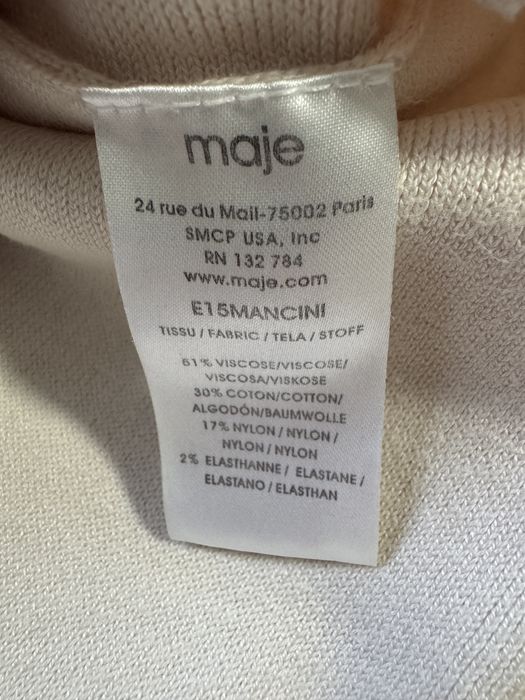 maje
24 rue du Mail-75002 Paris
SMCP USA, Inc
RN 132 784
www.maje.com
E15MANCINI
TISSU / FABRIC / TELA / STOFF
51% VISCOSE/VISCOSE/
VISCOSA/VISKOSE
30% COTON/COTTON/
ALGODÓN/BAUMWOLLE
17% NYLON / NYLON /
NYLON / NYLON
2% ELASTHANNE / ELASTANE /
ELASTANO / ELASTHAN